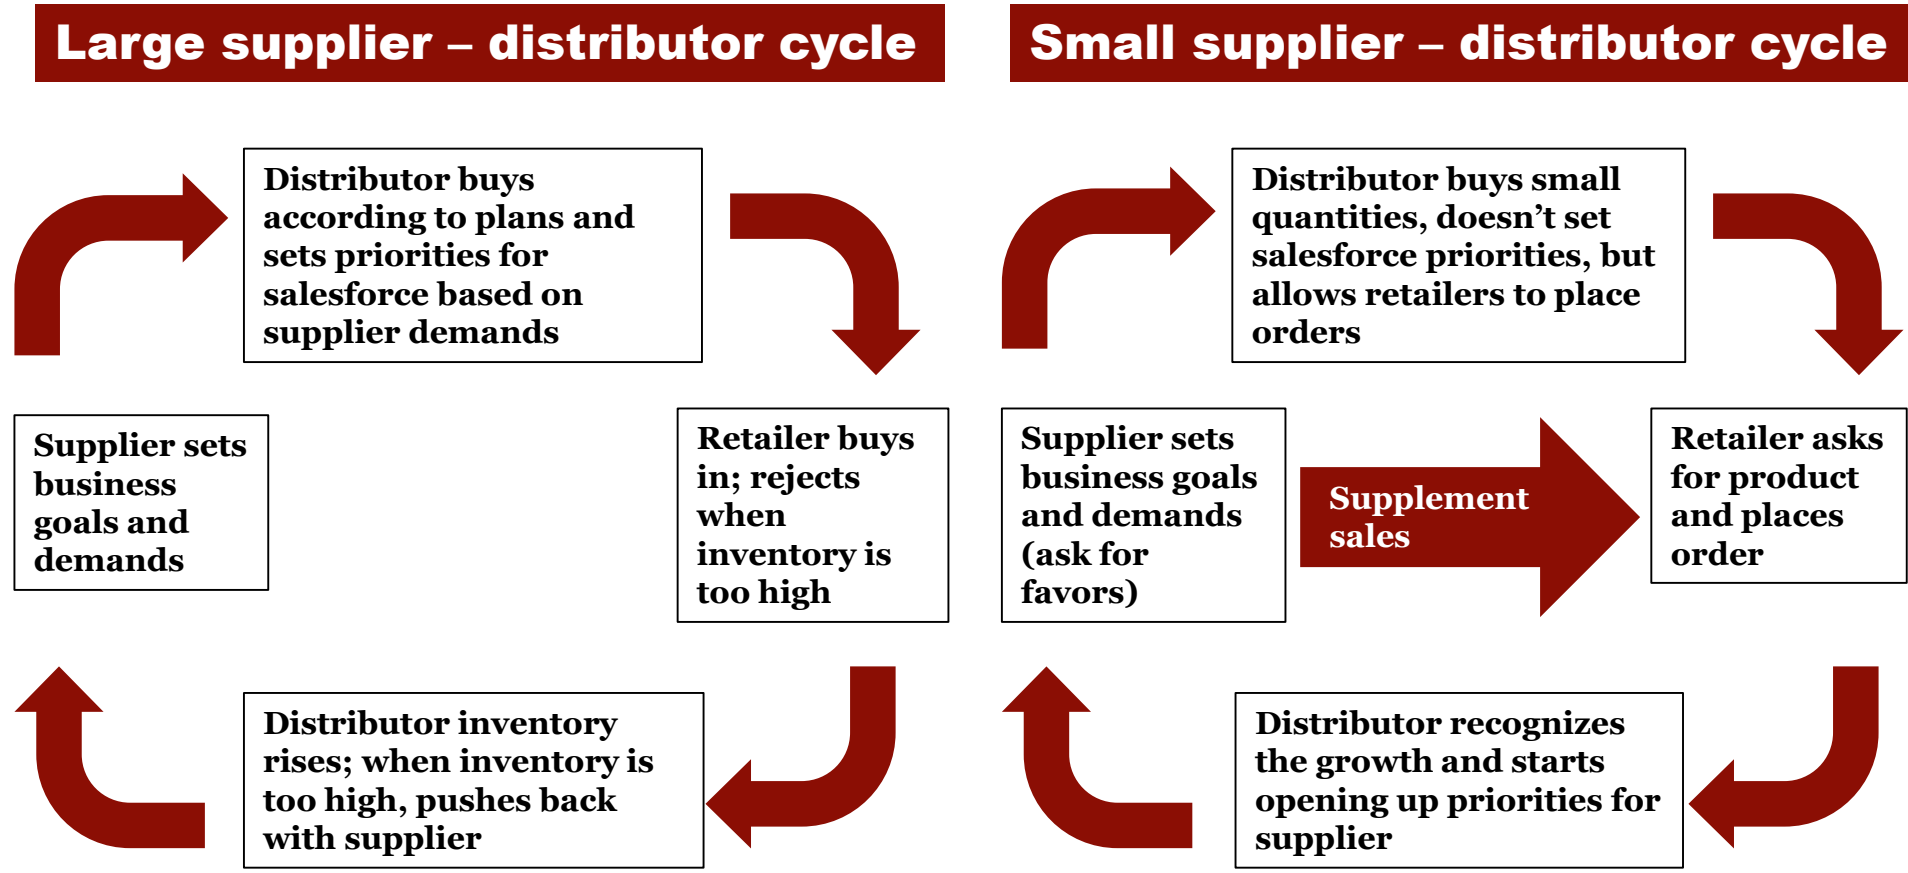 Large supplier – distributor cycle
Distributor buys
according to plans and
sets priorities for
salesforce based on
supplier demands
Supplier sets
business
goals and
demands
Retailer buys
in; rejects
when
inventory is
too high
Distributor inventory
rises; when inventory is
too high, pushes back
with supplier
Small supplier – distributor cycle
Distributor buys small
quantities, doesn’t set
salesforce priorities, but
allows retailers to place
orders
Supplier sets
business goals
and demands
(ask for
favors)
Supplement
sales
Retailer asks
for product
and places
order
Distributor recognizes
the growth and starts
opening up priorities for
supplier